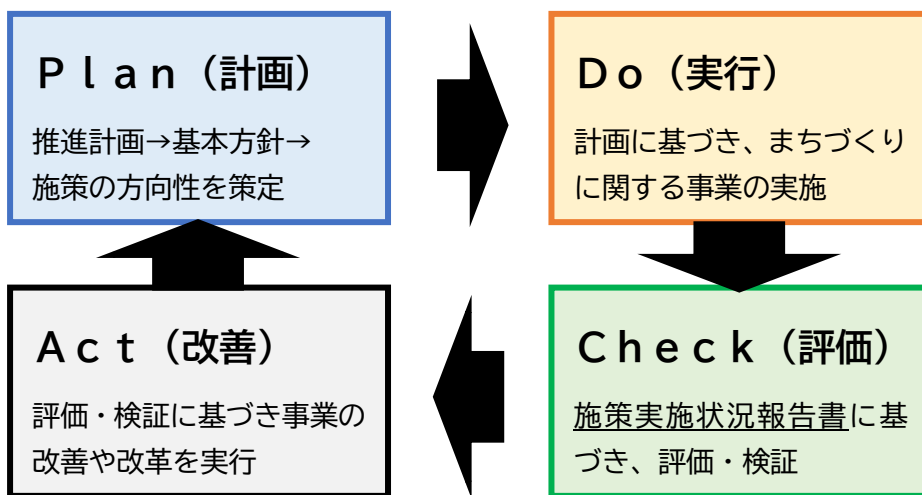 Ｐｌａｎ（計画）
推進計画→基本方針→
施策の方向性を策定
Ｄｏ（実行）
計画に基づき、まちづくり
に関する事業の実施
Ａｃｔ（改善）
評価・検証に基づき事業の
改善や改革を実行
Ｃｈｅｃｋ（評価）
施策実施状況報告書に基
づき、評価・検証